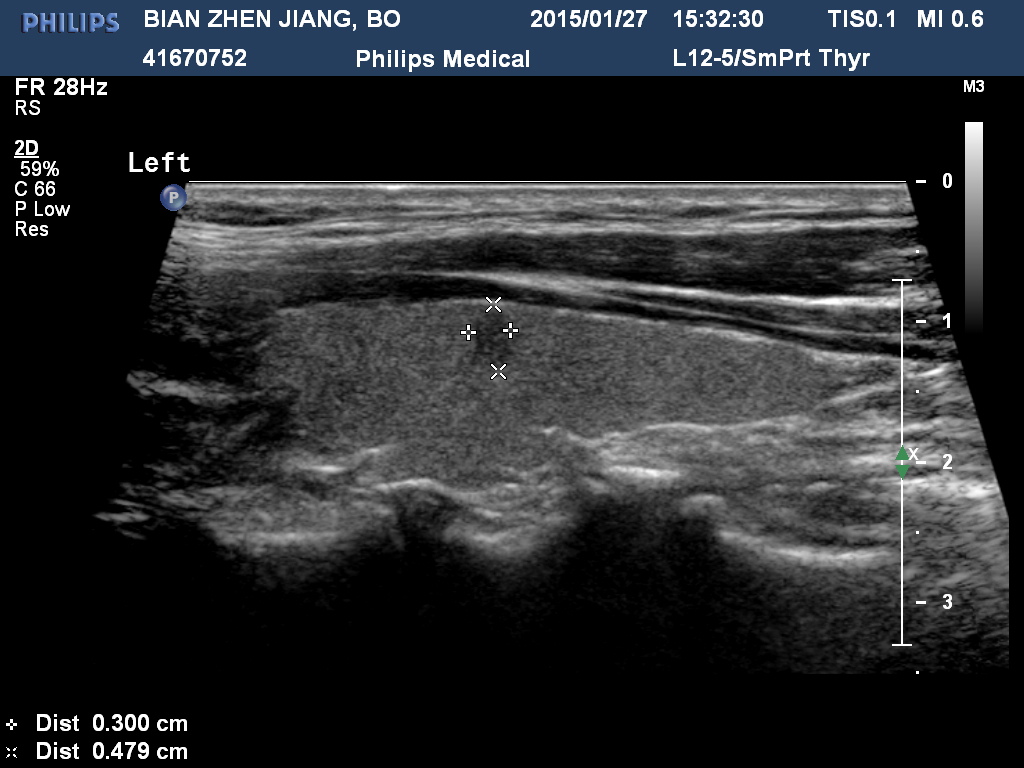 PHILIPS BIAN ZHEN JIANG, BO 2015/01/27 15:32:30 TIS0.1 MI 0.6
41670752 Philips Medical L12-5/SmPrt Thyr
FR 28Hz M3
RS
2D
59%
C 66
P Low
Res
Left
P
0
1
x
2
3
Dist 0.300 cm
Dist 0.479 cm